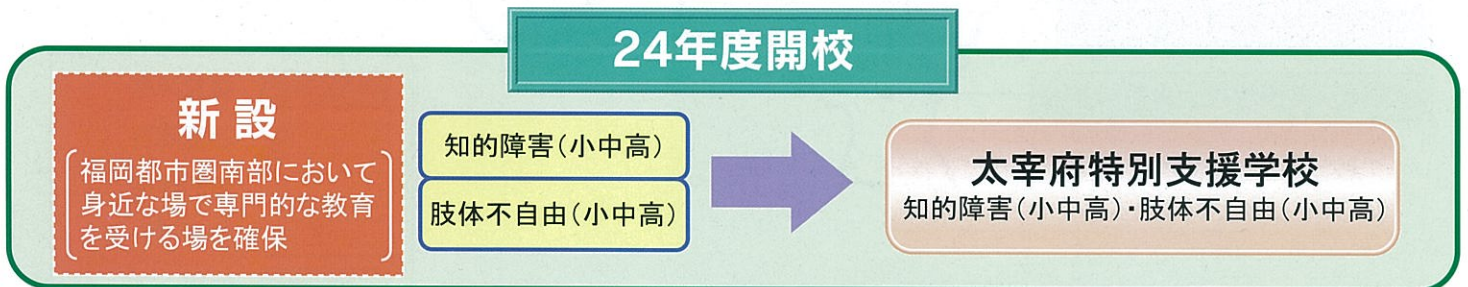 24年度開校
新設
福岡都市圏南部において
身近な場で専門的な教育
を受ける場を確保
知的障害(小中高)
肢体不自由(小中高)
太宰府特別支援学校
知的障害(小中高)・肢体不自由(小中高)